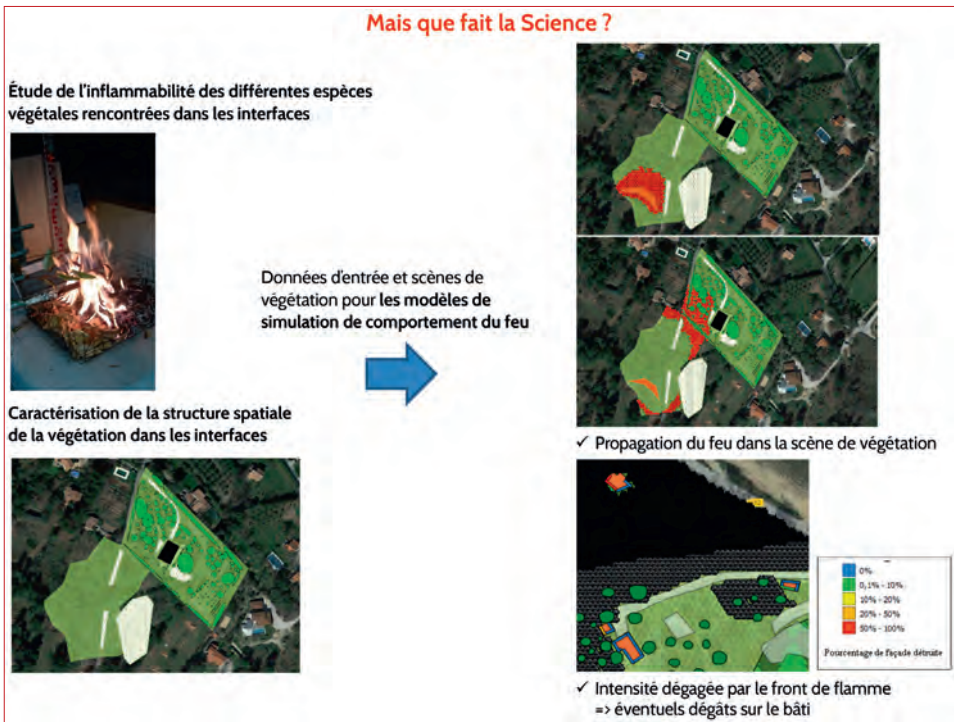 Mais que fait la Science ?
Étude de l'inflammabilité des différentes espèces
végétales rencontrées dans les interfaces
Données d'entrée et scènes de
végétation pour les modèles de
simulation de comportement du feu
Caractérisation de la structure spatiale
de la végétation dans les interfaces
✓ Propagation du feu dans la scène de végétation
0%
0,1% - 10%
10% - 20%
20% - 50%
50% - 100%
Pourcentage de façade détruite
✓ Intensité dégagée par le front de flamme
=> éventuels dégâts sur le bâti